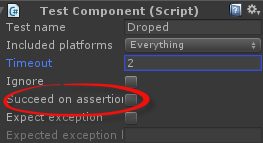 C# Test Component (Script)
Test name Droped
Included platforms Everything
Timeout 2
Ignore
Succeed on assertion
Expect exception
Expected exception l